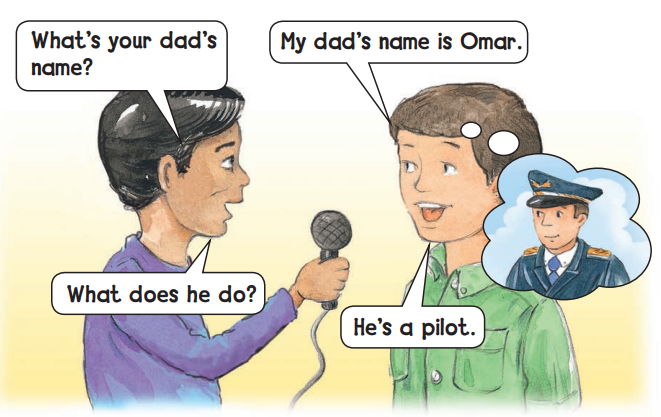 What's your dad's
name?
My dad's name is Omar.
What does he do?
He's a pilot.